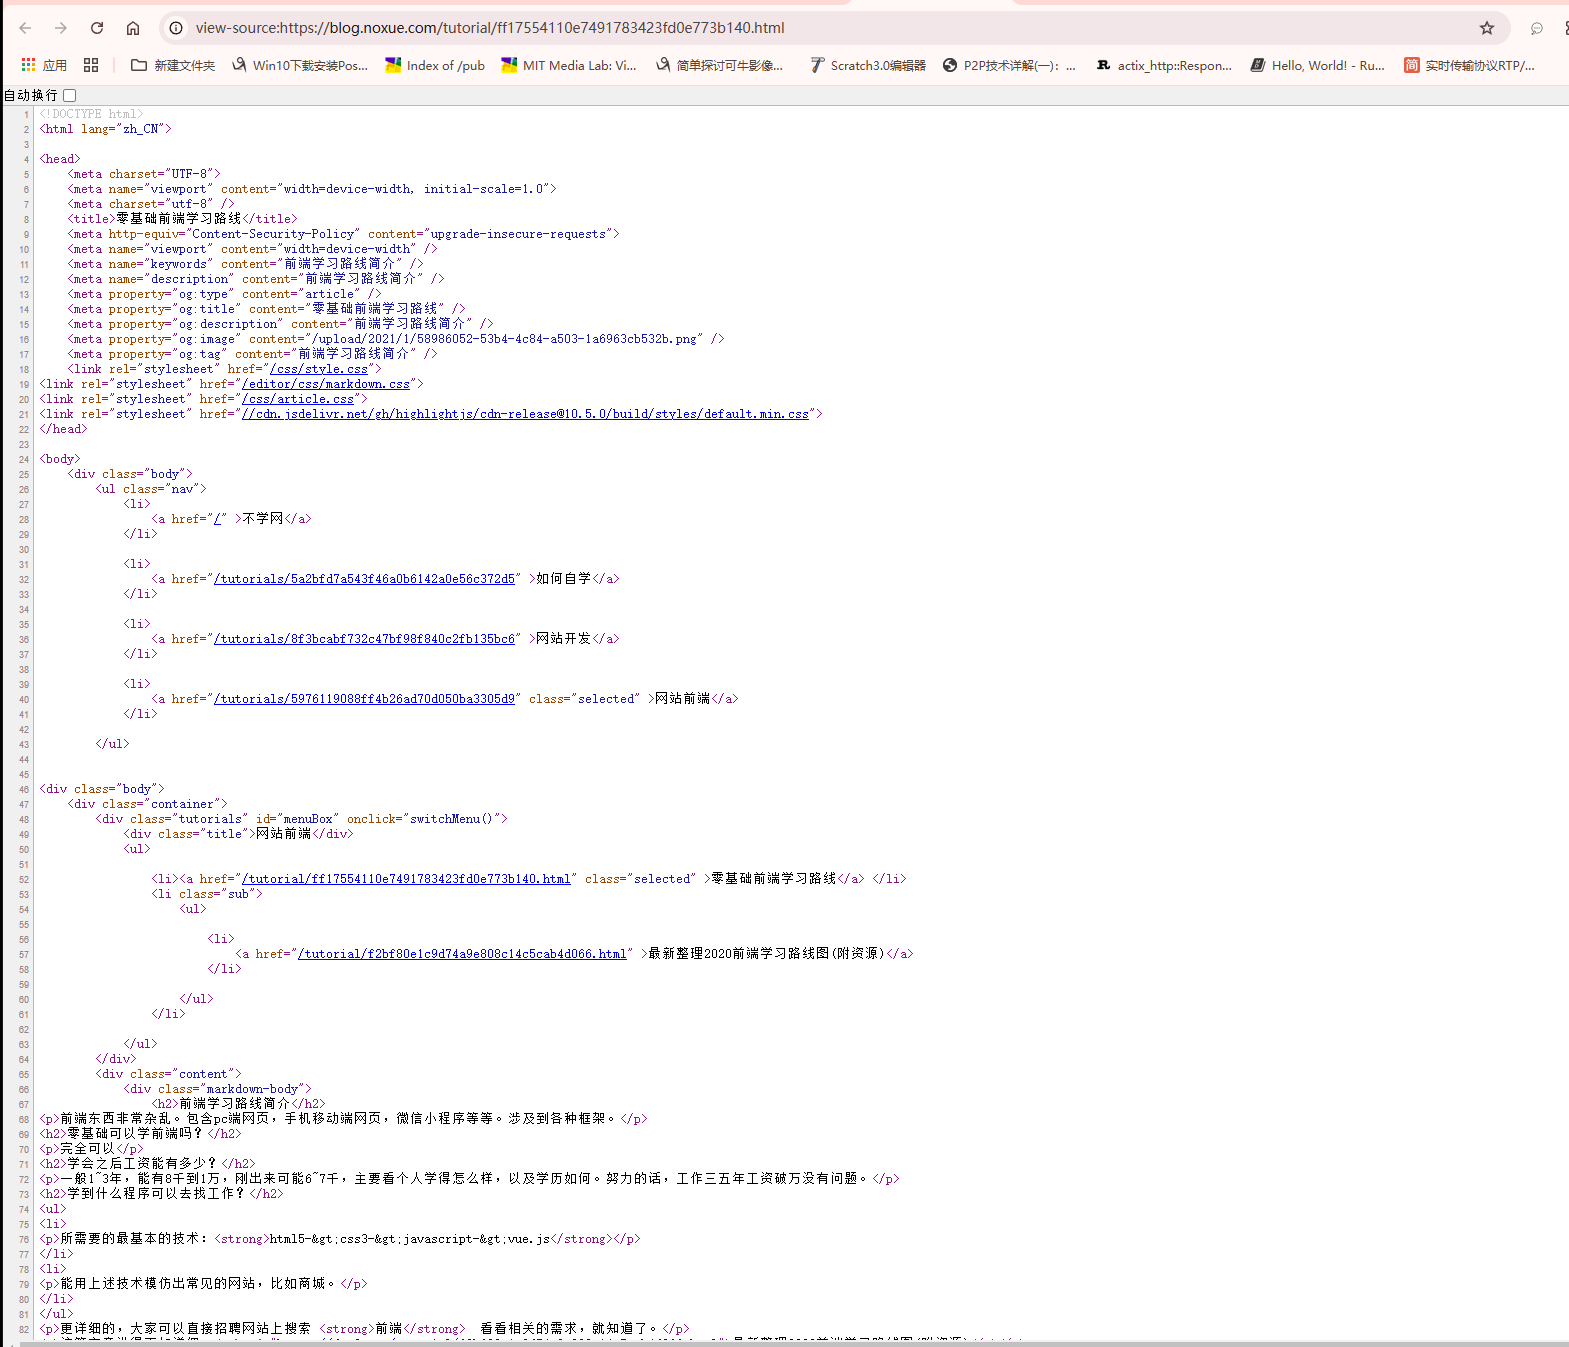 view-source:https://blog.noxue.com/tutorial/ff17554110e7491783423fd0e773b140.html
应用 新建文件夹 Win10下载安装Pos... Index of /pub MIT Media Lab: Vi... 简单探讨可牛影像... Scratch3.0编辑器 P2P技术详解(一): ... actix_http::Respon... Hello, World! - Ru... 简 实时传输协议RTP/...
自动换行
1 <!DOCTYPE html>
2 <html lang="zh_CN">
3
4 <head>
5 <meta charset="UTF-8">
6 <meta name="viewport" content="width=device-width, initial-scale=1.0">
7 <meta charset="utf-8" />
8 <title>零基础前端学习路线</title>
9 <meta http-equiv="Content-Security-Policy" content="upgrade-insecure-requests">
10 <meta name="viewport" content="width=device-width" />
11 <meta name="keywords" content="前端学习路线简介" />
12 <meta name="description" content="前端学习路线简介" />
13 <meta property="og:type" content="article" />
14 <meta property="og:title" content="零基础前端学习路线" />
15 <meta property="og:description" content="前端学习路线简介" />
16 <meta property="og:image" content="/upload/2021/1/58986052-53b4-4c84-a503-1a6963cb532b.png" />
17 <meta property="og:tag" content="前端学习路线简介" />
18 <link rel="stylesheet" href="/css/style.css">
19 <link rel="stylesheet" href="/editor/css/markdown.css">
20 <link rel="stylesheet" href="/css/article.css">
21 <link rel="stylesheet" href="//cdn.jsdelivr.net/gh/highlightjs/cdn-release@10.5.0/build/styles/default.min.css">
22 </head>
23
24 <body>
25 <div class="body">
26 <ul class="nav">
27 <li>
28 <a href="/" >不学网</a>
29 </li>
30
31 <li>
32 <a href="/tutorials/5a2bfd7a543f46a0b6142a0e56c372d5" >如何自学</a>
33 </li>
34
35 <li>
36 <a href="/tutorials/8f3bcabf732c47bf98f840c2fb135bc6" >网站开发</a>
37 </li>
38
39 <li>
40 <a href="/tutorials/5976119088ff4b26ad70d050ba3305d9" class="selected" >网站前端</a>
41 </li>
42
43 </ul>
44
45
46 <div class="body">
47 <div class="container">
48 <div class="tutorials" id="menuBox" onclick="switchMenu()">
49 <div class="title">网站前端</div>
50 <ul>
51
52 <li><a href="/tutorial/ff17554110e7491783423fd0e773b140.html" class="selected" >零基础前端学习路线</a> </li>
53 <li class="sub">
54 <ul>
55
56 <li>
57 <a href="/tutorial/f2bf80e1c9d74a9e808c14c5cab4d066.html" >最新整理2020前端学习路线图(附资源)</a>
58 </li>
59
60 </ul>
61 </li>
62
63 </ul>
64 </div>
65 <div class="content">
66 <div class="markdown-body">
67 <h2>前端学习路线简介</h2>
68 <p>前端东西非常杂乱。包含pc端网页，手机移动端网页，微信小程序等等。涉及到各种框架。</p>
69 <h2>零基础可以学前端吗？</h2>
70 <p>完全可以</p>
71 <h2>学会之后工资能有多少？</h2>
72 <p>一般1~3年，能有8千到1万，刚出来可能6~7千，主要看个人学得怎么样，以及学历如何。努力的话，工作三五年工资破万没有问题。</p>
73 <h2>学到什么程序可以去找工作？</h2>
74 <ul>
75 <li>
76 <p>所需要的最基本的技术：<strong>html5-&gt;css3-&gt;javascript-&gt;vue.js</strong></p>
77 </li>
78 <li>
79 <p>能用上述技术模仿出常见的网站，比如商城。</p>
80 </li>
81 </ul>
82 <p>更详细的，大家可以直接招聘网站上搜索 <strong>前端</strong> 看看相关的需求，就知道了。</p>